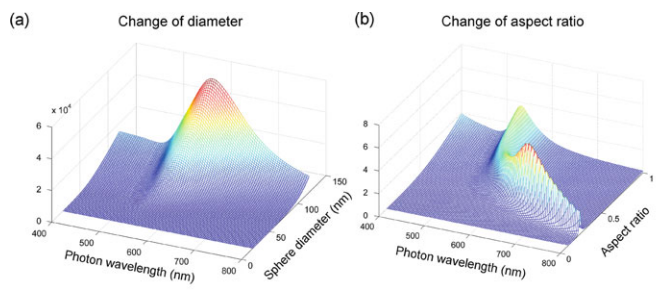 (a)
Change of diameter
x 10⁴
6
4
2
0
400
500
600
700
800
0
50
100
150
Photon wavelength (nm)
Sphere diameter (nm)
(b)
Change of aspect ratio
8
6
4
2
0
400
500
600
700
800
0
0.5
1
Photon wavelength (nm)
Aspect ratio